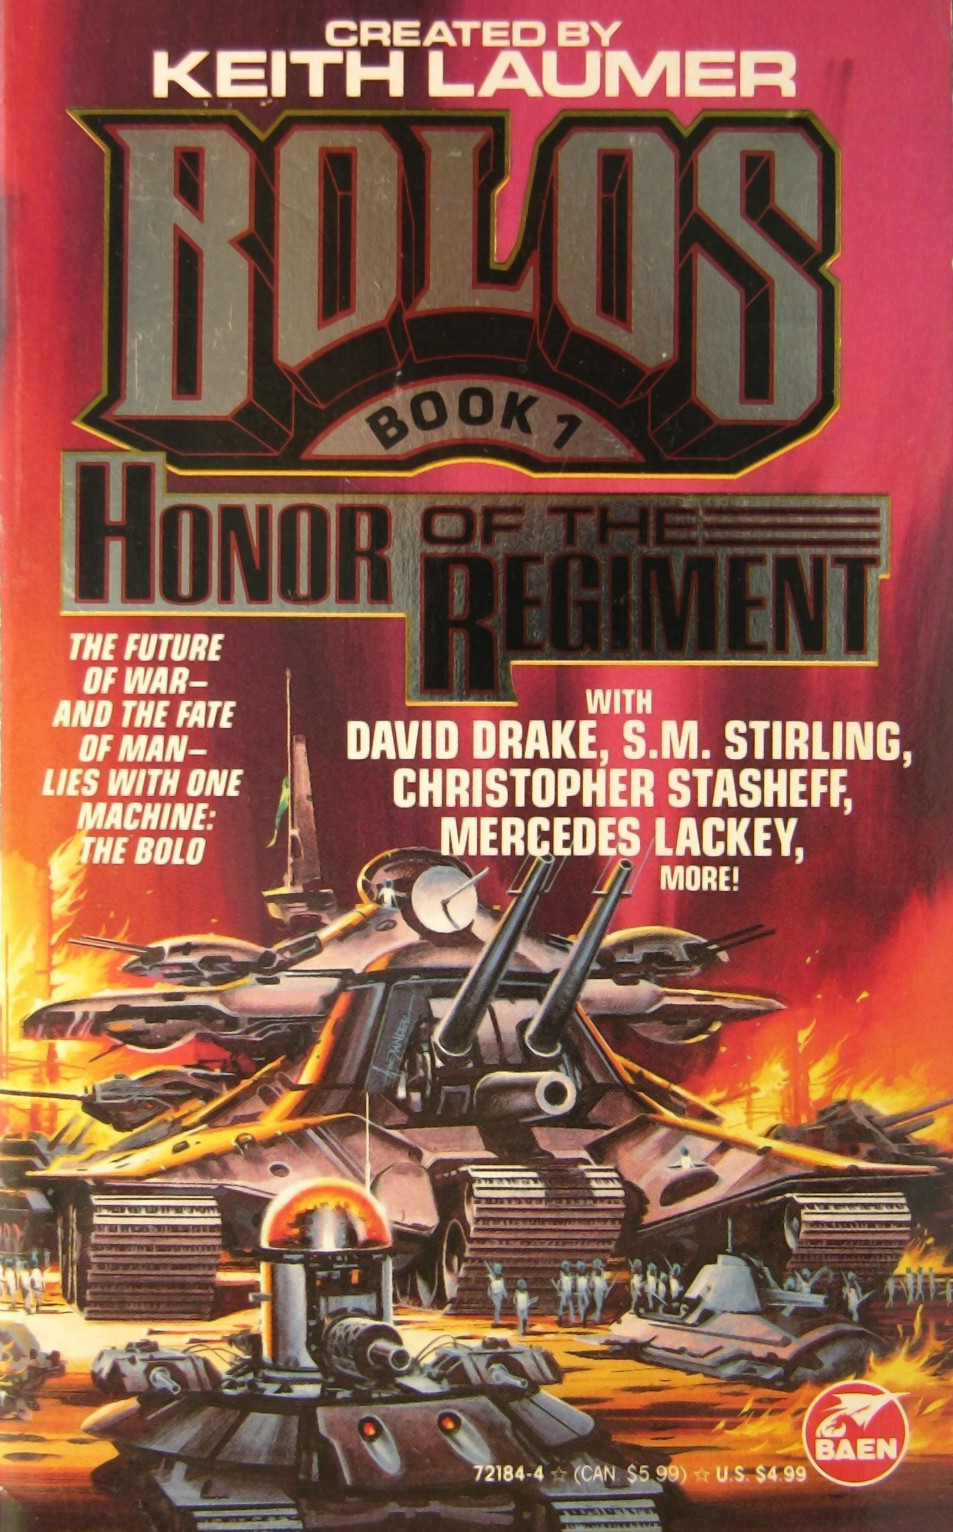 CREATED BY
KEITH LAUMER
BOLOS
BOOK 1
HONOR OF THE
REGIMENT
THE FUTURE
OF WAR–
AND THE FATE
OF MAN–
LIES WITH ONE
MACHINE:
THE BOLO
WITH
DAVID DRAKE, S.M. STIRLING,
CHRISTOPHER STASHEFF,
MERCEDES LACKEY,
MORE!
72184-4 ☆ (CAN. $5.99) ☆ U.S. $4.99
BAEN